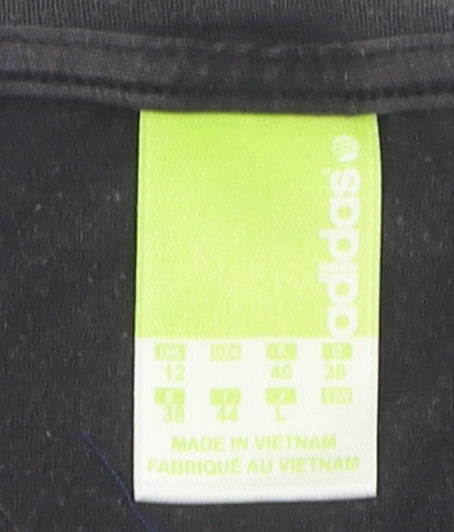 adidas
UK USA F D
12 40 38
E I J CDN
38 44 L
MADE IN VIETNAM
FABRIQUÉ AU VIETNAM